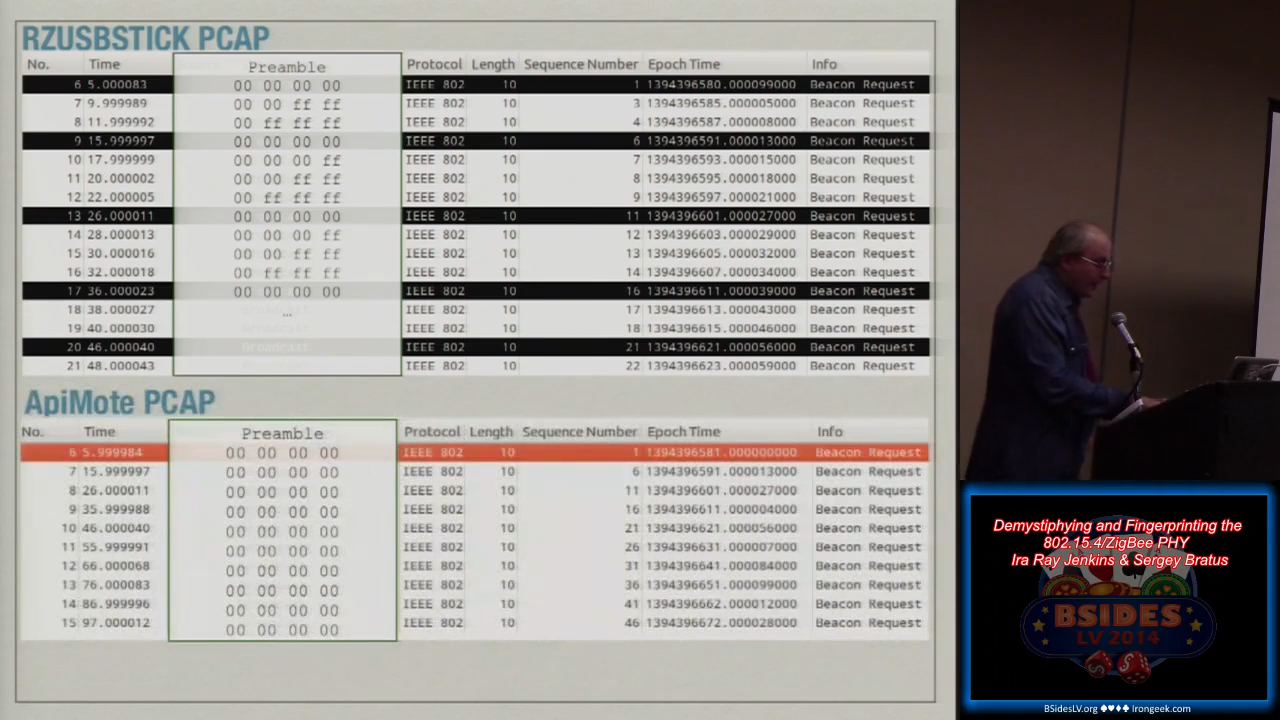 RZUSBSTICK PCAP
No. Time Preamble Protocol Length Sequence Number Epoch Time Info
6 5.000083 00 00 00 00 IEEE 802 10 1 1394396580.000099000 Beacon Request
7 9.999989 00 00 ff ff IEEE 802 10 3 1394396585.000005000 Beacon Request
8 11.999992 00 ff ff ff IEEE 802 10 4 1394396587.000008000 Beacon Request
9 15.999997 00 00 00 00 IEEE 802 10 6 1394396591.000013000 Beacon Request
10 17.999999 00 00 00 ff IEEE 802 10 7 1394396593.000015000 Beacon Request
11 20.000002 00 00 ff ff IEEE 802 10 8 1394396595.000018000 Beacon Request
12 22.000005 00 ff ff ff IEEE 802 10 9 1394396597.000021000 Beacon Request
13 26.000011 00 00 00 00 IEEE 802 10 11 1394396601.000027000 Beacon Request
14 28.000013 00 00 00 ff IEEE 802 10 12 1394396603.000029000 Beacon Request
15 30.000016 00 00 ff ff IEEE 802 10 13 1394396605.000032000 Beacon Request
16 32.000018 00 ff ff ff IEEE 802 10 14 1394396607.000034000 Beacon Request
17 36.000023 00 00 00 00 IEEE 802 10 16 1394396611.000039000 Beacon Request
18 38.000027 ... IEEE 802 10 17 1394396613.000043000 Beacon Request
19 40.000030 IEEE 802 10 18 1394396615.000046000 Beacon Request
20 46.000040 Broadcast IEEE 802 10 21 1394396621.000056000 Beacon Request
21 48.000043 IEEE 802 10 22 1394396623.000059000 Beacon Request
ApiMote PCAP
No. Time Preamble Protocol Length Sequence Number Epoch Time Info
6 5.999984 00 00 00 00 IEEE 802 10 1 1394396581.000000000 Beacon Request
7 15.999997 00 00 00 00 IEEE 802 10 6 1394396591.000013000 Beacon Request
8 26.000011 00 00 00 00 IEEE 802 10 11 1394396601.000027000 Beacon Request
9 35.999988 00 00 00 00 IEEE 802 10 16 1394396611.000004000 Beacon Request
10 46.000040 00 00 00 00 IEEE 802 10 21 1394396621.000056000 Beacon Request
11 55.999991 00 00 00 00 IEEE 802 10 26 1394396631.000007000 Beacon Request
12 66.000068 00 00 00 00 IEEE 802 10 31 1394396641.000084000 Beacon Request
13 76.000083 00 00 00 00 IEEE 802 10 36 1394396651.000099000 Beacon Request
14 86.999996 00 00 00 00 IEEE 802 10 41 1394396662.000012000 Beacon Request
15 97.000012 00 00 00 00 IEEE 802 10 46 1394396672.000028000 Beacon Request
Demystiphying and Fingerprinting the
802.15.4/ZigBee PHY
Ira Ray Jenkins & Sergey Bratus
BSIDES
LV 2014
BSidesLV.org ♠♥♦♣ Irongeek.com